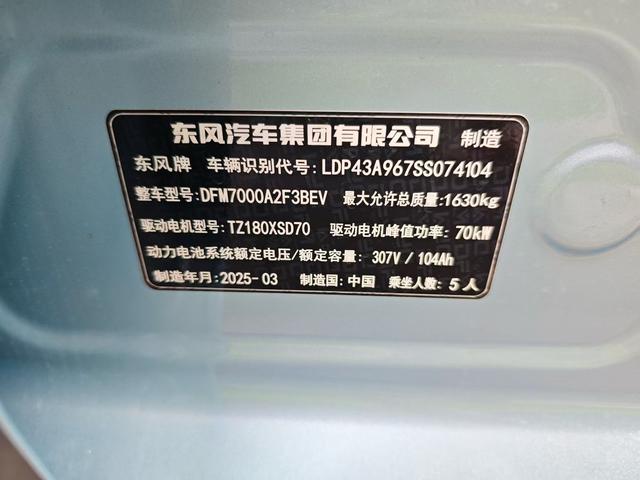 东风汽车集团有限公司 制造
东风牌 车辆识别代号:LDP43A967SS074104
整车型号:DFM7000A2F3BEV 最大允许总质量:1630kg
驱动电机型号:TZ180XSD70 驱动电机峰值功率:70kW
动力电池系统额定电压/额定容量: 307V/104Ah
制造年月:2025-03 制造国:中国 乘坐人数:5人